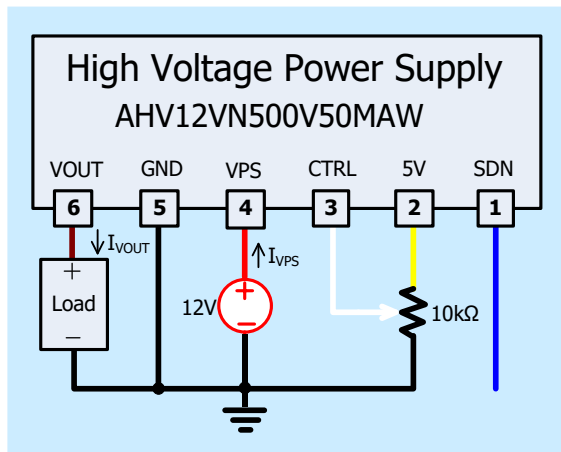 High Voltage Power Supply
AHV12VN500V50MAW
VOUT GND VPS CTRL 5V SDN
6 5 4 3 2 1
IVOUT IVPS
+ +
Load 12V 10kΩ
− −